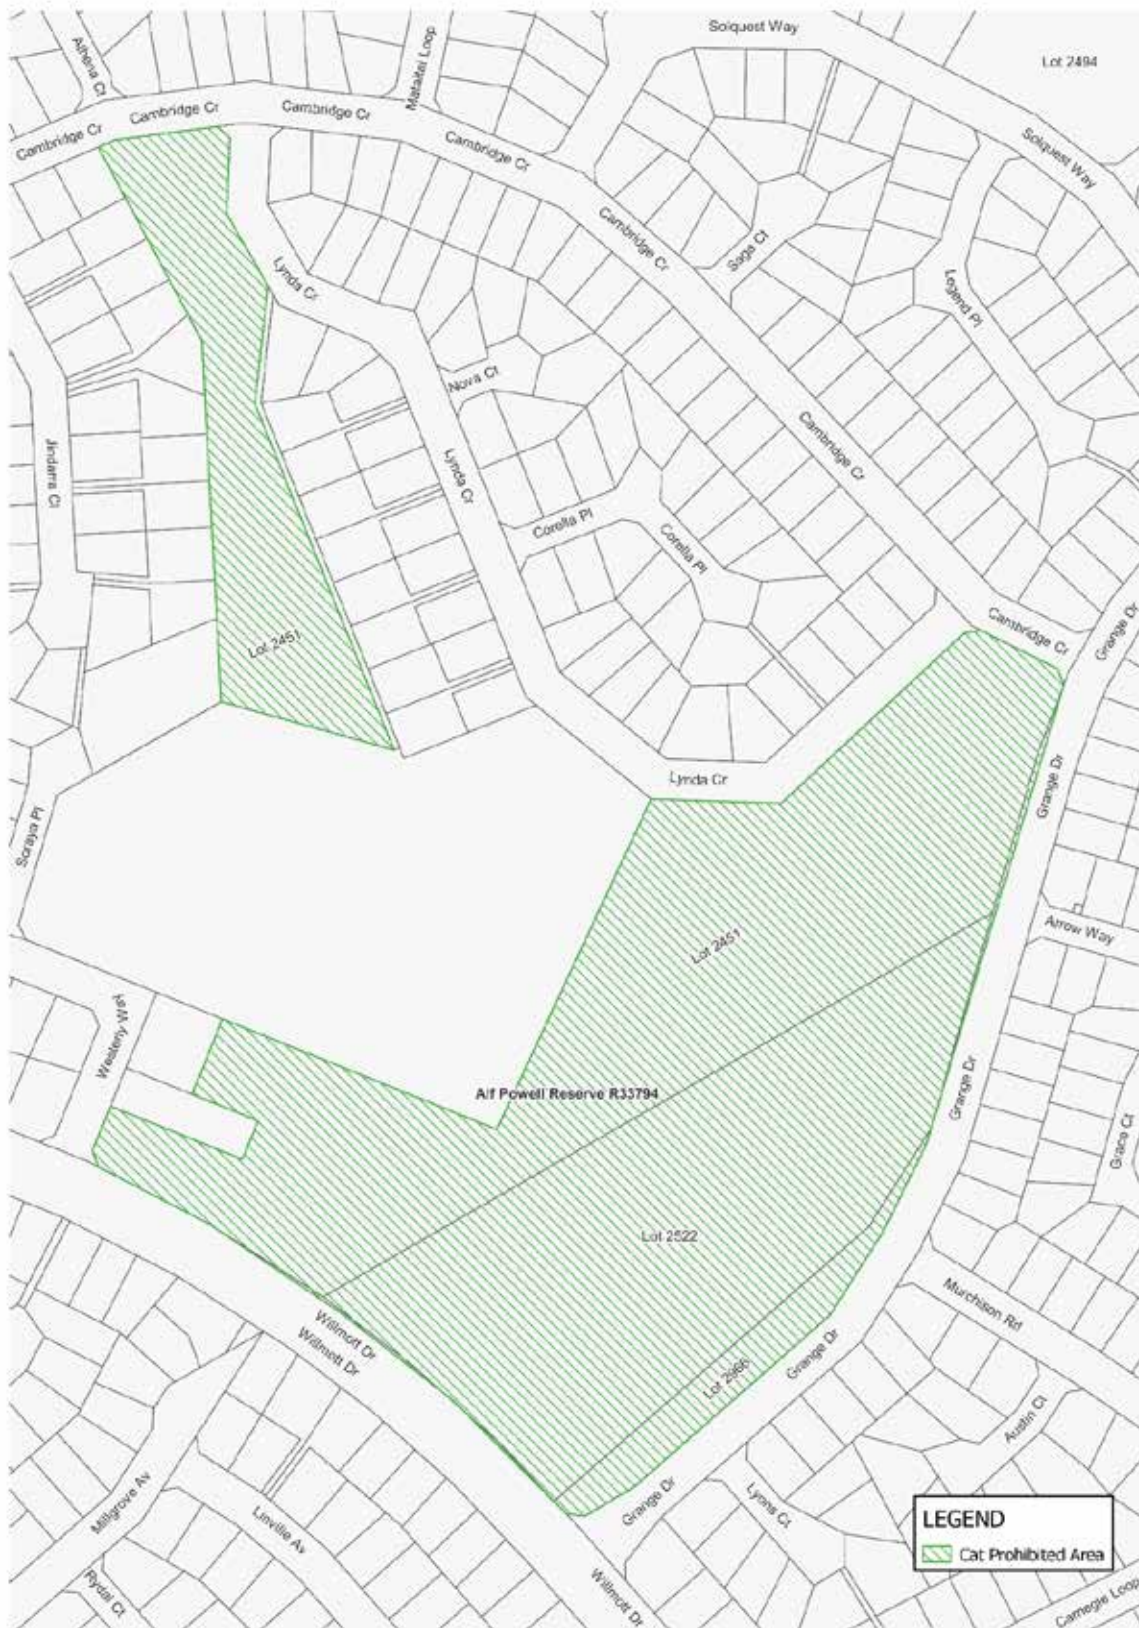 Solquest Way
Lot 2494
Athena Ct
Mataitai Loop
Cambridge Cr
Cambridge Cr
Cambridge Cr
Cambridge Cr
Solquest Way
Cambridge Cr
Saga Ct
Lynda Cr
Legend Pl
Nova Ct
Cambridge Cr
Jindarra Ct
Lynda Cr
Corella Pl
Corella Pl
Lot 2451
Cambridge Cr
Grange Dr
Lynda Cr
Grange Dr
Soraya Pl
Lot 2451
Arrow Way
Grange Dr
Alf Powell Reserve R33794
Grace Ct
Lot 2522
Murchison Rd
Willmott Dr
Willmott Dr
Grange Dr
Lot 2966
Austin Ct
Millgrove Av
Linville Av
Grange Dr
Lyons Ct
LEGEND
Cat Prohibited Area
Rydal Ct
Willmott Dr
Carnegie Loop